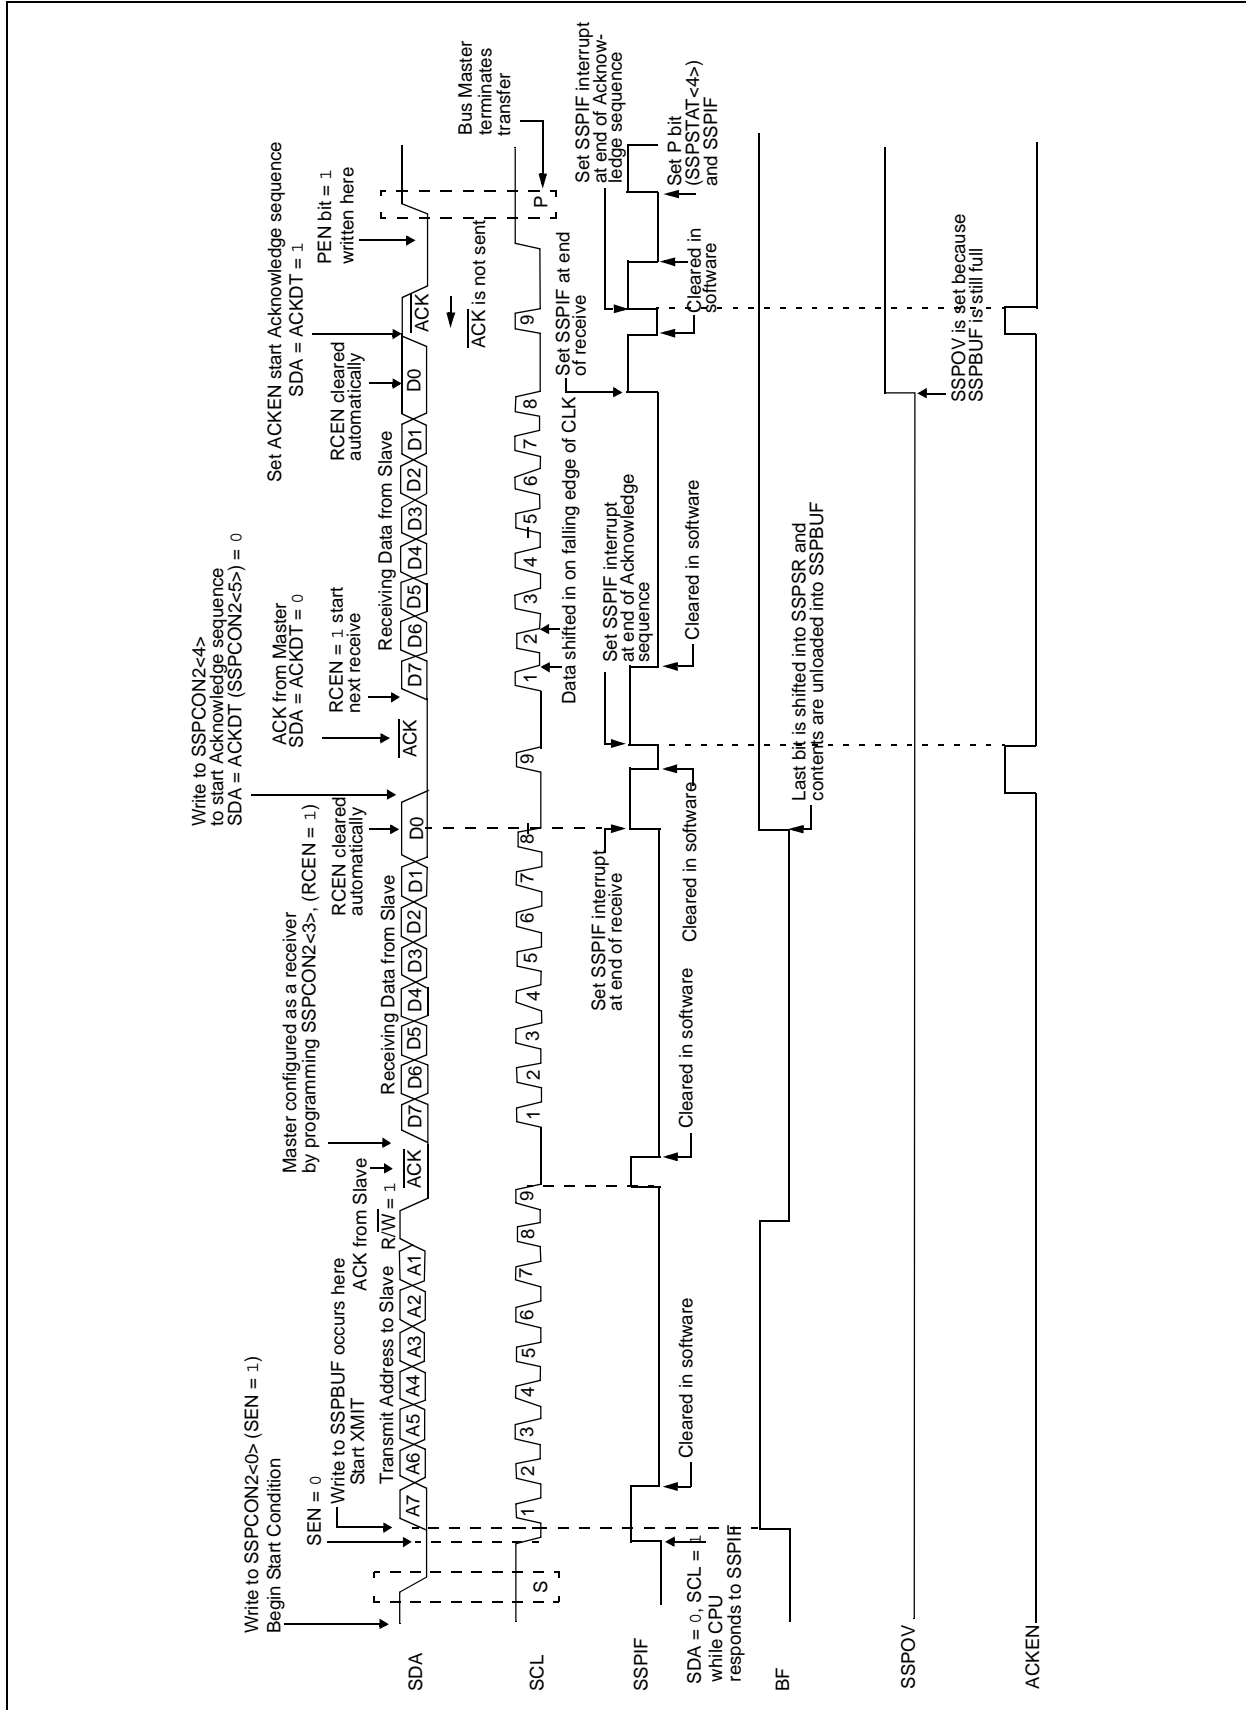 Write to SSPCON2<0> (SEN = 1)
Begin Start Condition
SEN = 0
Write to SSPBUF occurs here
Start XMIT
ACK from Slave
Master configured as a receiver
by programming SSPCON2<3>, (RCEN = 1)
RCEN cleared
automatically
Write to SSPCON2<4>
to start Acknowledge sequence
SDA = ACKDT (SSPCON2<5>) = 0
ACK from Master
SDA = ACKDT = 0
RCEN = 1 start
next receive
RCEN cleared
automatically
Set ACKEN start Acknowledge sequence
SDA = ACKDT = 1
PEN bit = 1
written here
Transmit Address to Slave
R/W = 1
Receiving Data from Slave
Receiving Data from Slave
SDA
A7 A6 A5 A4 A3 A2 A1 ACK D7 D6 D5 D4 D3 D2 D1 D0 ACK D7 D6 D5 D4 D3 D2 D1 D0 ACK
ACK is not sent
Bus Master
terminates
transfer
SCL
S 1 2 3 4 5 6 7 8 9 1 2 3 4 5 6 7 8 9 1 2 3 4 5 6 7 8 9 P
Data shifted in on falling edge of CLK
Set SSPIF interrupt
at end of receive
Set SSPIF interrupt
at end of Acknowledge
sequence
Set SSPIF at end
of receive
Set SSPIF interrupt
at end of Acknow-
ledge sequence
SSPIF
SDA = 0, SCL = 1
while CPU
responds to SSPIF
Cleared in software
Cleared in software
Cleared in software
Cleared in software
Cleared in
software
Set P bit
(SSPSTAT<4>)
and SSPIF
BF
Last bit is shifted into SSPSR and
contents are unloaded into SSPBUF
SSPOV
SSPOV is set because
SSPBUF is still full
ACKEN